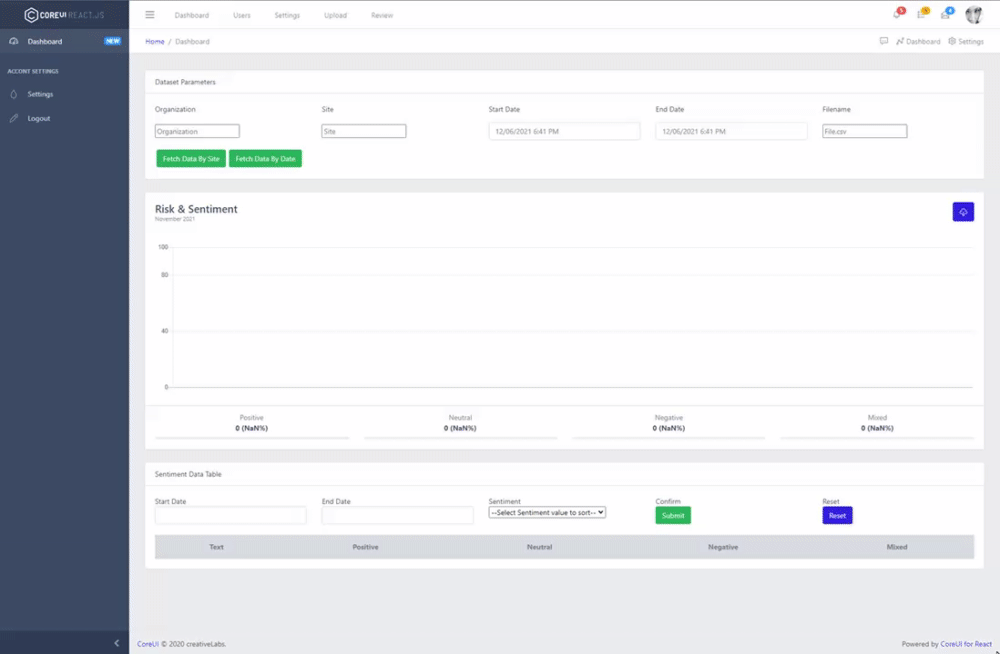 COREUI REACT.JS
Dashboard Users Settings Upload Review
5 5 4
Dashboard NEW
Home / Dashboard
Dashboard Settings
ACCONT SETTINGS
Settings
Logout
Dataset Parameters
Organization Site Start Date End Date Filename
Organization Site 12/06/2021 6:41 PM 12/06/2021 6:41 PM File.csv
Fetch Data By Site Fetch Data By Date
Risk & Sentiment
November 2021
100
80
40
0
Positive Neutral Negative Mixed
0 (NaN%) 0 (NaN%) 0 (NaN%) 0 (NaN%)
Sentiment Data Table
Start Date End Date Sentiment Confirm Reset
--Select Sentiment value to sort-- Submit Reset
Text Positive Neutral Negative Mixed
CoreUI © 2020 creativeLabs. Powered by CoreUI for React